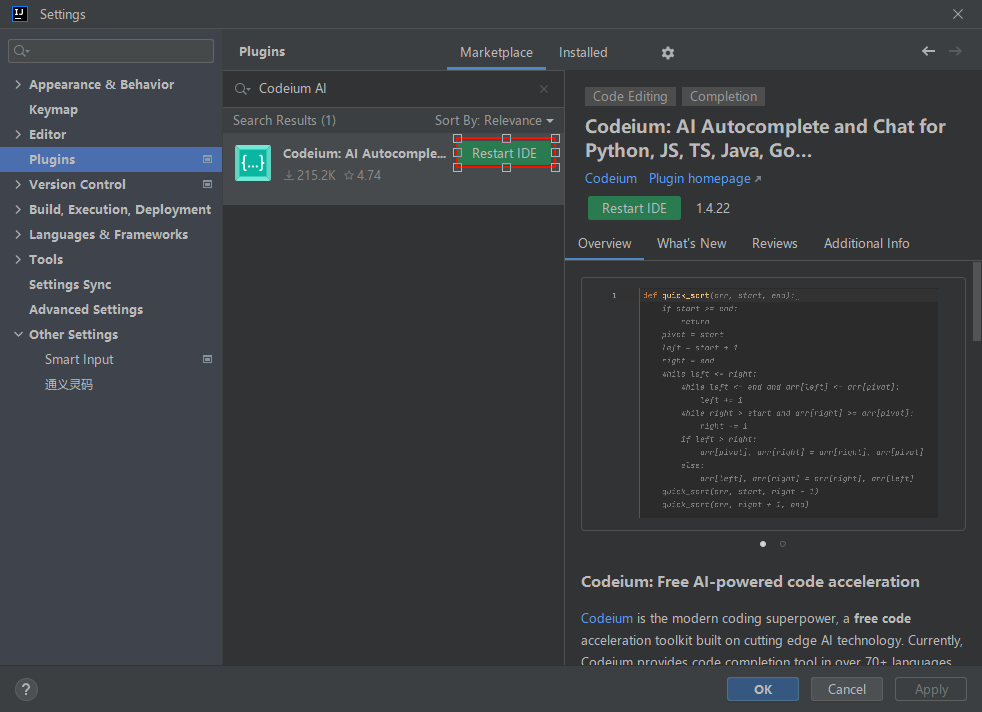 IJ
Settings
Appearance & Behavior
Keymap
Editor
Plugins
Version Control
Build, Execution, Deployment
Languages & Frameworks
Tools
Settings Sync
Advanced Settings
Other Settings
Smart Input
通义灵码
Plugins
Marketplace
Installed
Codeium AI
Search Results (1)
Sort By: Relevance
{...}
Codeium: AI Autocomple...
Restart IDE
215.2K
4.74
Code Editing
Completion
Codeium: AI Autocomplete and Chat for
Python, JS, TS, Java, Go...
Codeium Plugin homepage
Restart IDE
1.4.22
Overview
What's New
Reviews
Additional Info
1 def quick_sort(arr, start, end):
if start >= end:
return
pivot = start
left = start + 1
right = end
while left <= right:
while left <= end and arr[left] <= arr[pivot]:
left += 1
while right > start and arr[right] >= arr[pivot]:
right -= 1
if left > right:
arr[pivot], arr[right] = arr[right], arr[pivot]
else:
arr[left], arr[right] = arr[right], arr[left]
quick_sort(arr, start, right - 1)
quick_sort(arr, right + 1, end)
Codeium: Free AI-powered code acceleration
Codeium is the modern coding superpower, a free code
acceleration toolkit built on cutting edge AI technology. Currently,
Codeium provides code completion tool in over 70+ languages
?
OK
Cancel
Apply